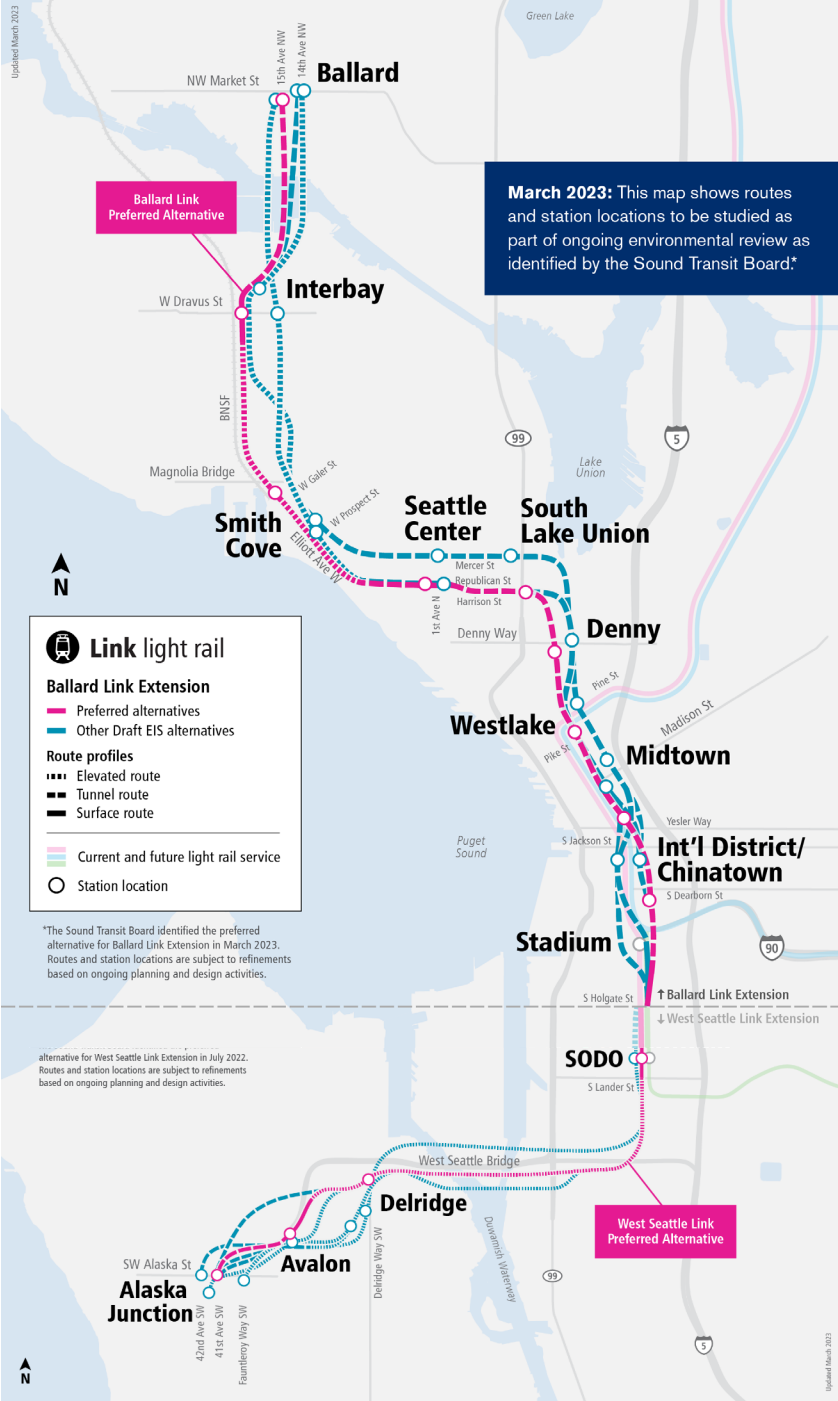 Updated March 2023
Green Lake
15th Ave NW
14th Ave NW
Ballard
NW Market St
March 2023: This map shows routes
and station locations to be studied as
part of ongoing environmental review as
identified by the Sound Transit Board.*
Ballard Link
Preferred Alternative
Interbay
W Dravus St
BNSF
99
5
Lake
Union
Magnolia Bridge
W Galer St
W Prospect St
Smith
Cove
Elliott Ave W
Seattle
Center
South
Lake Union
Mercer St
Republican St
Harrison St
1st Ave N
Denny Way
Denny
N
Link light rail
Ballard Link Extension
Preferred alternatives
Other Draft EIS alternatives
Route profiles
Elevated route
Tunnel route
Surface route
Current and future light rail service
Station location
*The Sound Transit Board identified the preferred
alternative for Ballard Link Extension in March 2023.
Routes and station locations are subject to refinements
based on ongoing planning and design activities.
Pine St
Madison St
Westlake
Pike St
Midtown
Yesler Way
Puget
Sound
S Jackson St
Int'l District/
Chinatown
S Dearborn St
Stadium
90
S Holgate St
↑Ballard Link Extension
↓West Seattle Link Extension
alternative for West Seattle Link Extension in July 2022.
Routes and station locations are subject to refinements
based on ongoing planning and design activities.
SODO
S Lander St
West Seattle Bridge
Delridge
West Seattle Link
Preferred Alternative
Avalon
SW Alaska St
Alaska
Junction
42nd Ave SW
41st Ave SW
Fauntleroy Way SW
Delridge Way SW
Duwamish Waterway
99
5
N
Updated March 2023